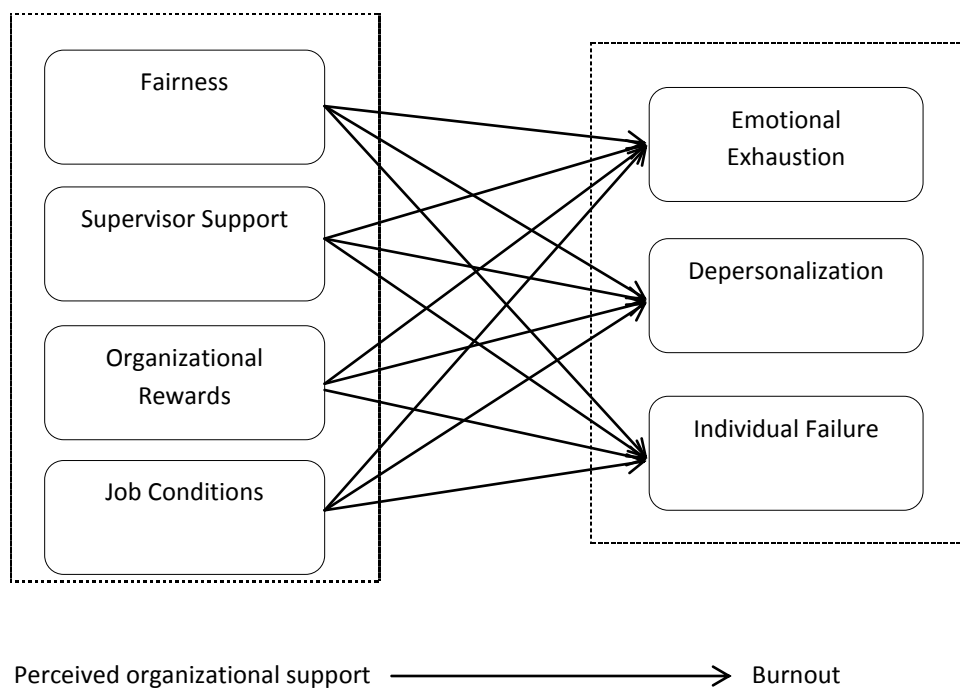 Fairness
Supervisor Support
Organizational
Rewards
Job Conditions
Emotional
Exhaustion
Depersonalization
Individual Failure
Perceived organizational support
Burnout